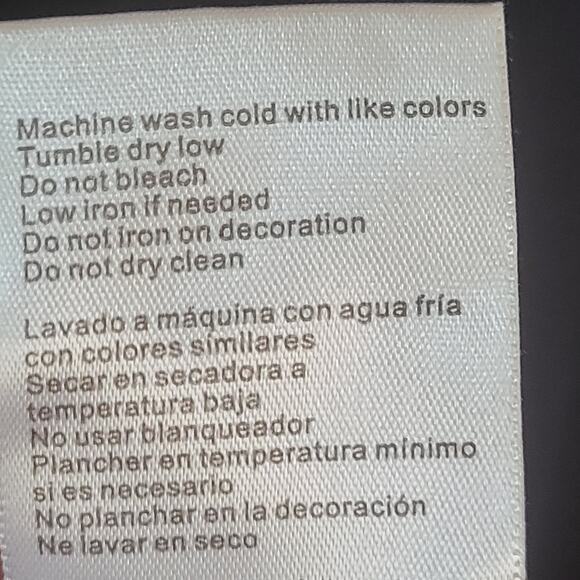 Machine wash cold with like colors
Tumble dry low
Do not bleach
Low iron if needed
Do not iron on decoration
Do not dry clean
Lavado a máquina con agua fría
con colores similares
Secar en secadora a
temperatura baja
No usar blanqueador
Plancher en temperatura mínimo
si es necesario
No planchar en la decoración
Ne lavar en seco